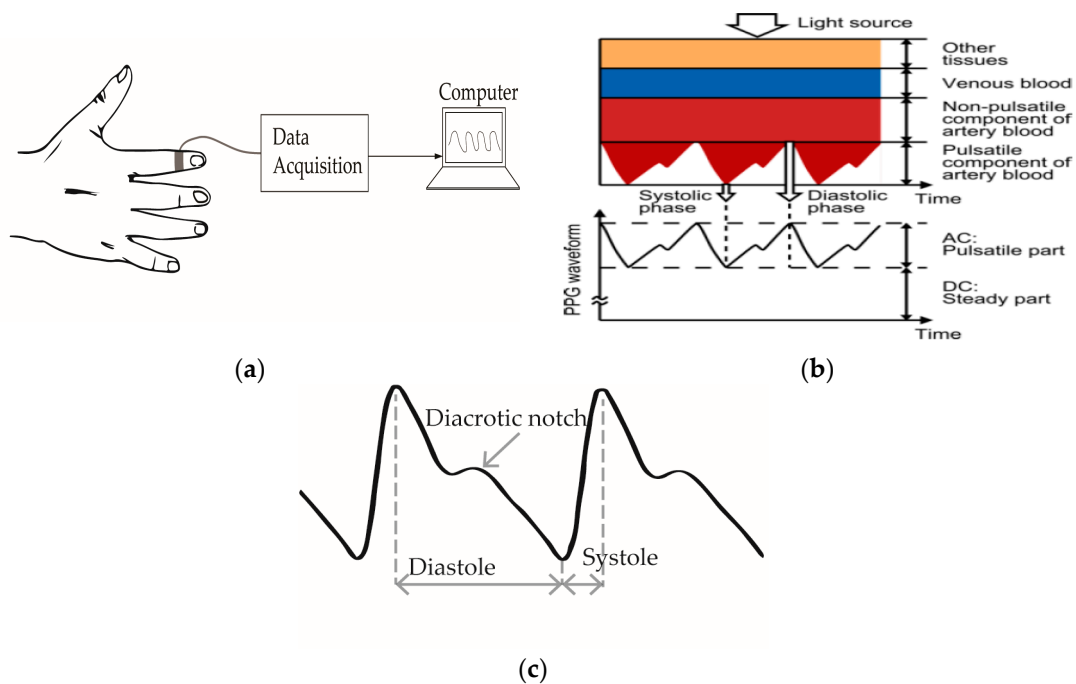 Data
Acquisition
Computer
(a)
Light source
Other
tissues
Venous blood
Non-pulsatile
component of
artery blood
Pulsatile
component of
artery blood
Time
Systolic
phase
Diastolic
phase
PPG waveform
AC:
Pulsatile part
DC:
Steady part
Time
(b)
Diacrotic notch
Diastole
Systole
(c)